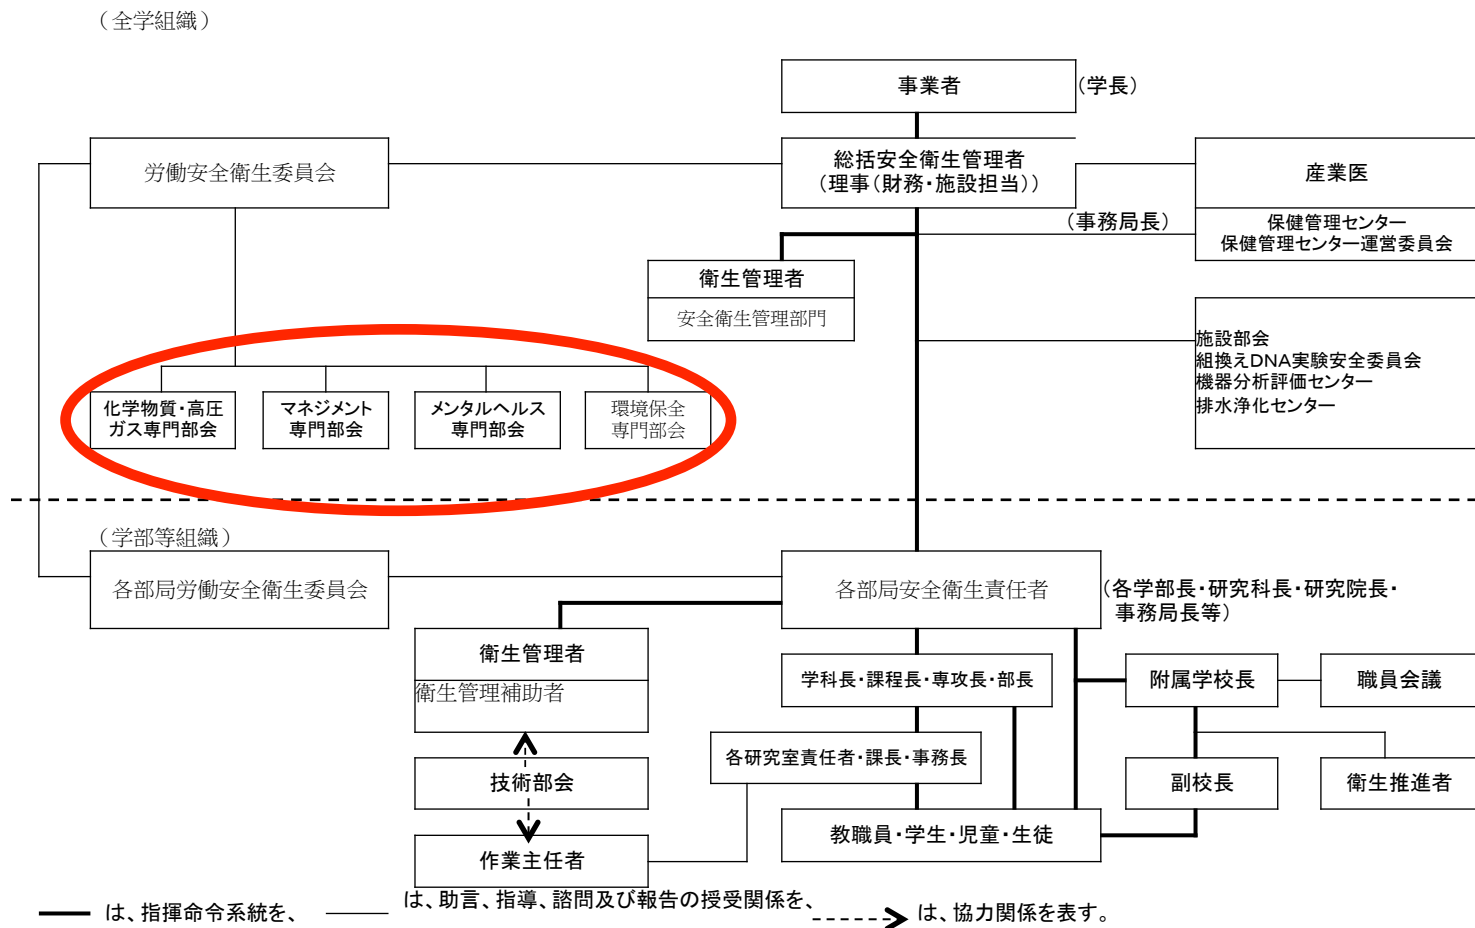 （全学組織）
事業者
（学長）
労働安全衛生委員会
総括安全衛生管理者
（理事（財務・施設担当））
産業医
（事務局長）
保健管理センター
保健管理センター運営委員会
衛生管理者
安全衛生管理部門
施設部会
組換えDNA実験安全委員会
機器分析評価センター
排水浄化センター
化学物質・高圧
ガス専門部会
マネジメント
専門部会
メンタルヘルス
専門部会
環境保全
専門部会
（学部等組織）
各部局労働安全衛生委員会
各部局安全衛生責任者
（各学部長・研究科長・研究院長・
事務局長等）
衛生管理者
衛生管理補助者
学科長・課程長・専攻長・部長
附属学校長
職員会議
各研究室責任者・課長・事務長
技術部会
副校長
衛生推進者
教職員・学生・児童・生徒
作業主任者
は、指揮命令系統を、
は、助言、指導、諮問及び報告の授受関係を、
は、協力関係を表す。